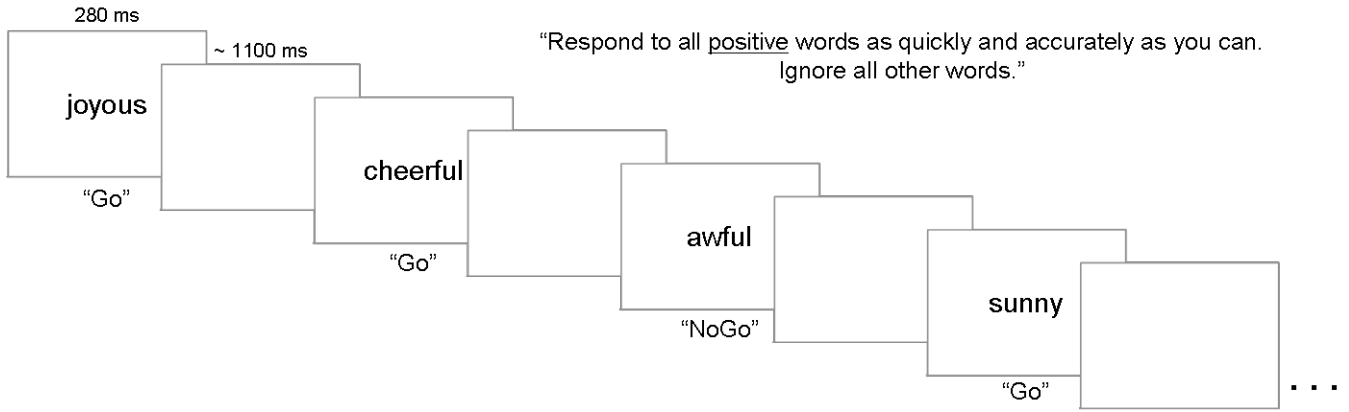 280 ms
~ 1100 ms
“Respond to all positive words as quickly and accurately as you can.
Ignore all other words.”
joyous
“Go”
cheerful
“Go”
awful
“NoGo”
sunny
“Go”
. . .